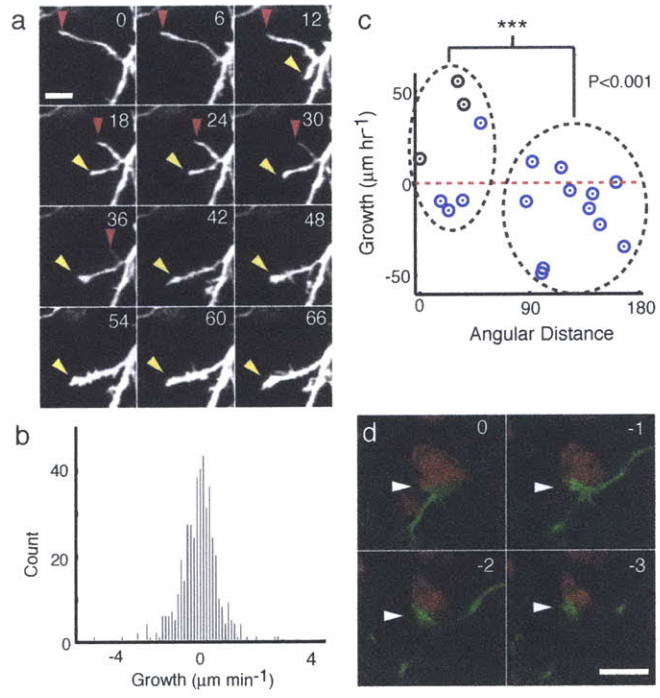 a
0 6 12
18 24 30
36 42 48
54 60 66
b
40
20
0
Count
-4 0 4
Growth (μm min⁻¹)
c
***
P<0.001
50
0
-50
Growth (μm hr⁻¹)
0 90 180
Angular Distance
d
0 -1
-2 -3